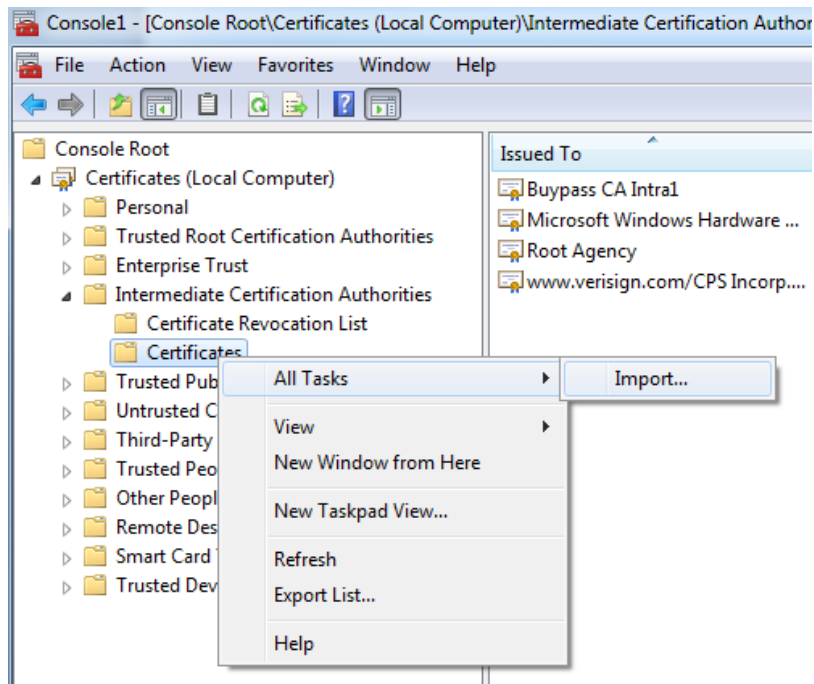 Console1 - [Console Root\Certificates (Local Computer)\Intermediate Certification Author
File Action View Favorites Window Help
Console Root
Certificates (Local Computer)
Personal
Trusted Root Certification Authorities
Enterprise Trust
Intermediate Certification Authorities
Certificate Revocation List
Certificates
Trusted Pub
Untrusted C
Third-Party
Trusted Peo
Other Peopl
Remote Des
Smart Card
Trusted Dev
Issued To
Buypass CA Intra1
Microsoft Windows Hardware ...
Root Agency
www.verisign.com/CPS Incorp....
All Tasks
View
New Window from Here
New Taskpad View...
Refresh
Export List...
Help
Import...